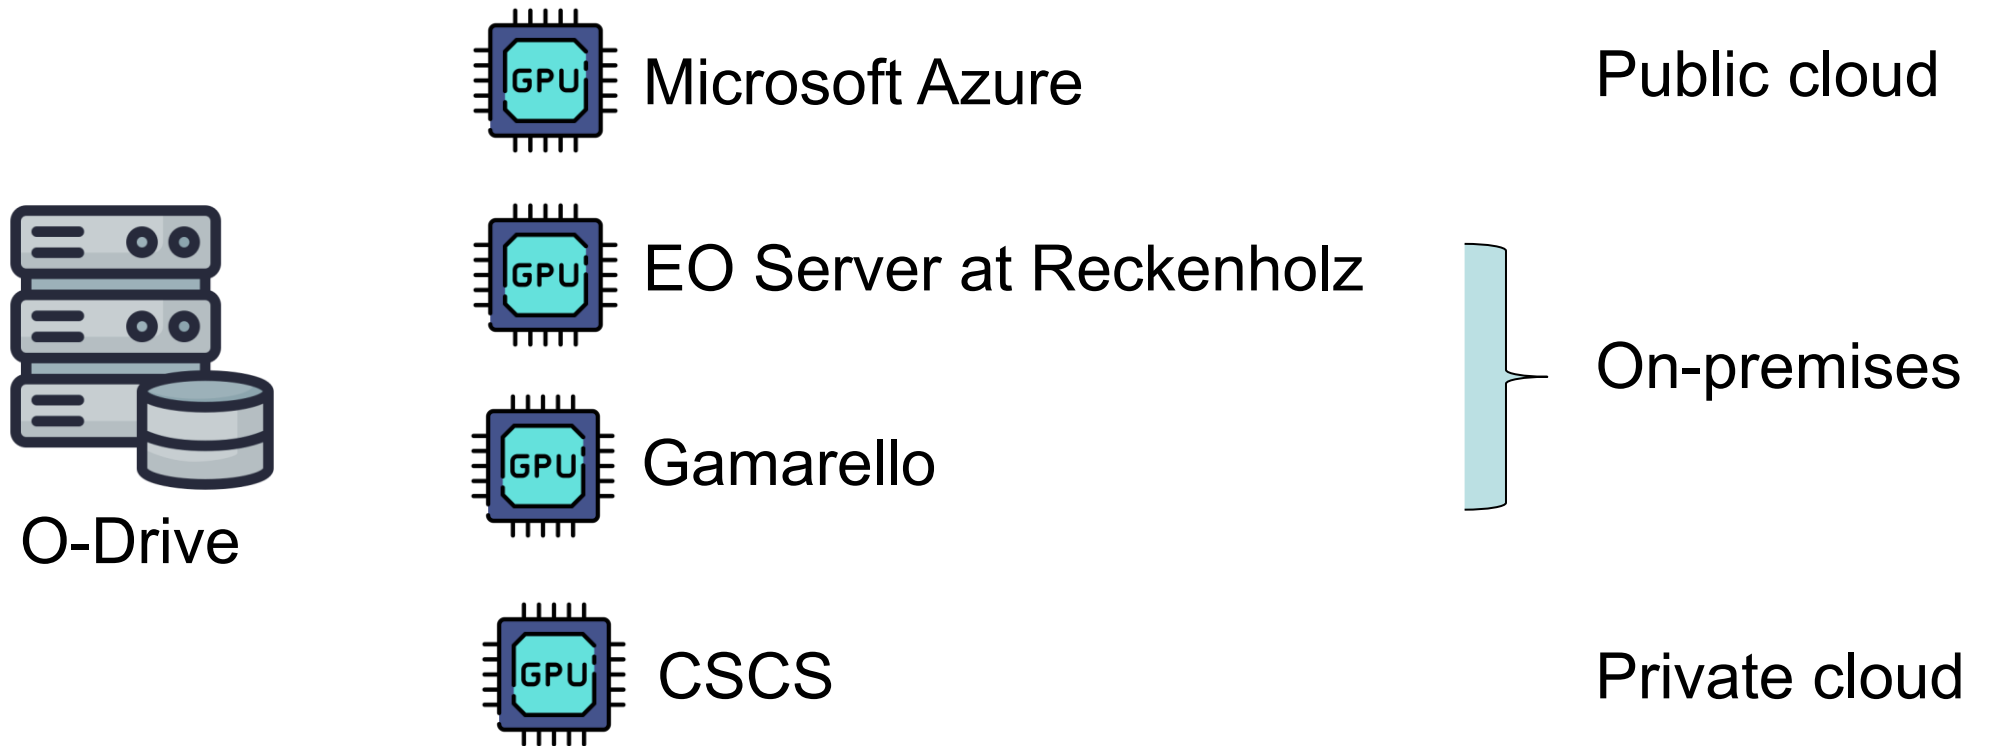 GPU Microsoft Azure Public cloud
GPU EO Server at Reckenholz
On-premises
GPU Gamarello
O-Drive
GPU CSCS Private cloud